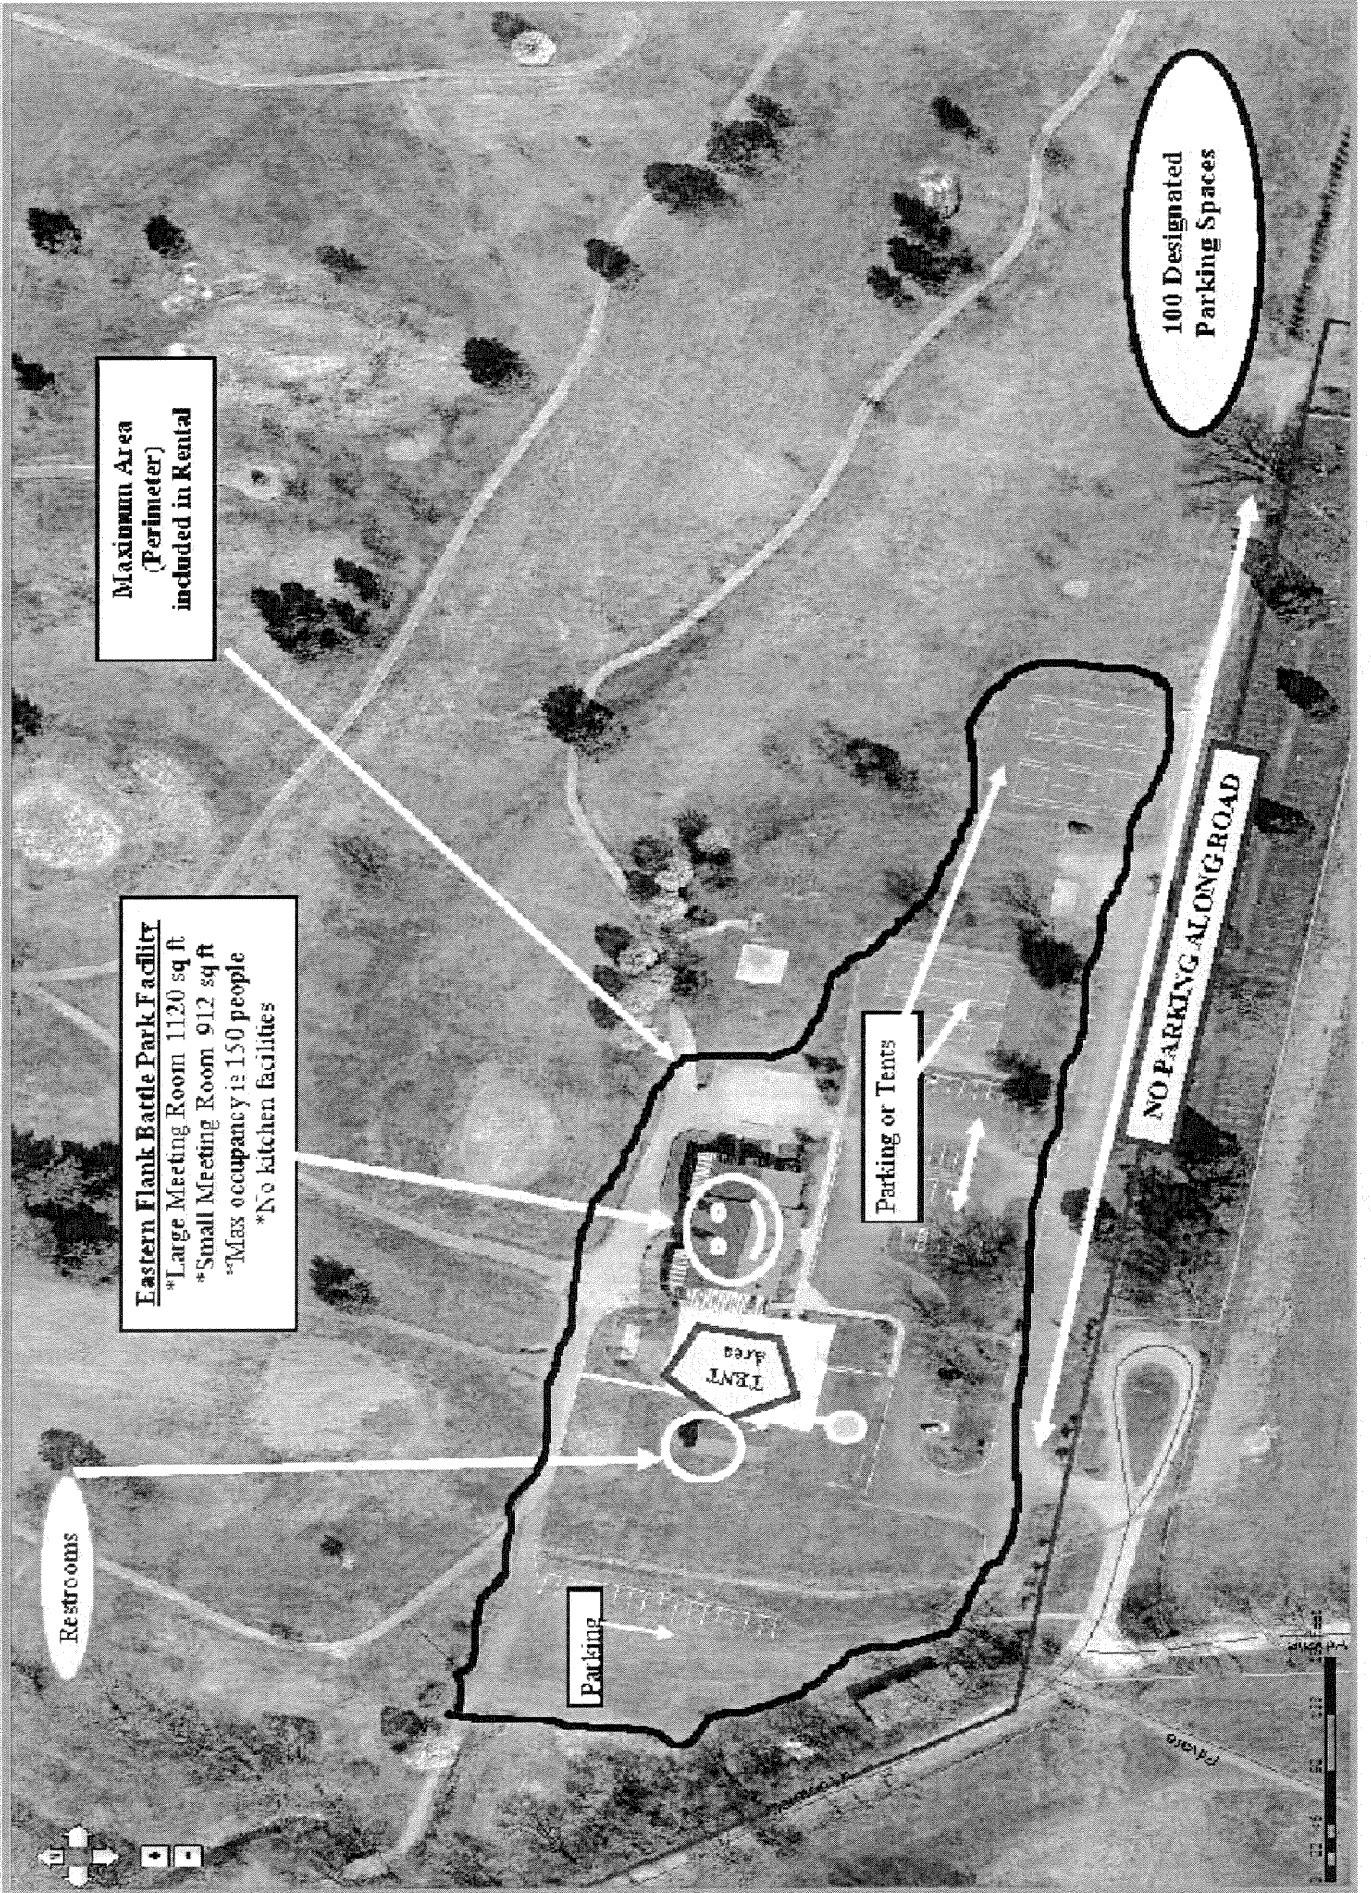 Restrooms
Eastern Flank Battle Park Facility
*Large Meeting Room 1120 sq ft
*Small Meeting Room 912 sq ft
*Max occupancy is 150 people
*No kitchen facilities
Maximum Area
(Perimeter)
included in Rental
Parking
TENT
Area
Parking or Tents
NO PARKING ALONG ROAD
100 Designated
Parking Spaces